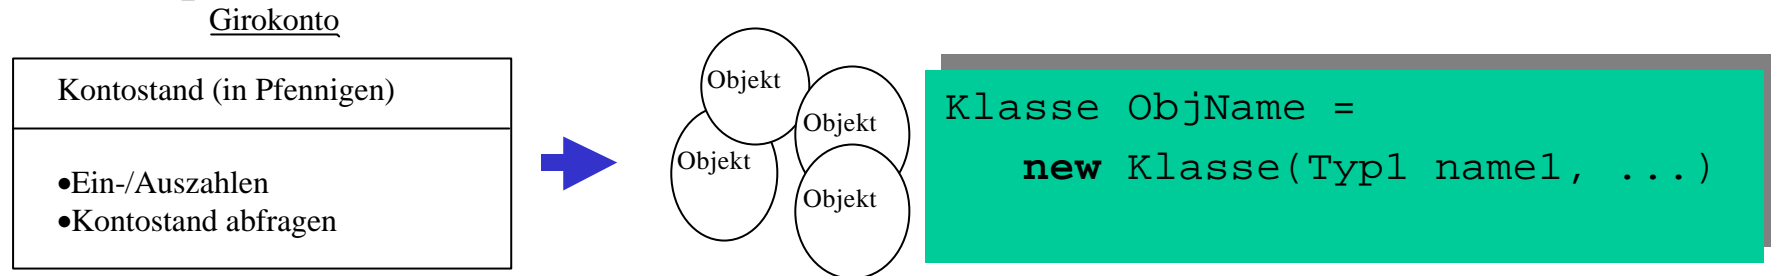 Girokonto
Kontostand (in Pfennigen)
•Ein-/Auszahlen
•Kontostand abfragen
Objekt
Objekt
Objekt
Objekt
Klasse ObjName =
new Klasse(Typ1 name1, ...)